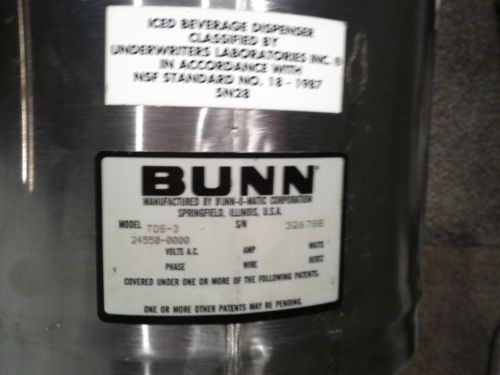 ICED BEVERAGE DISPENSER
CLASSIFIED BY
UNDERWRITERS LABORATORIES INC. ®
IN ACCORDANCE WITH
NSF STANDARD NO. 18 - 1987
5N28
BUNN
MANUFACTURED BY BUNN-O-MATIC CORPORATION
SPRINGFIELD, ILLINOIS, U.S.A.
MODEL TDS-3 S/N 326788
24550-0000
VOLTS A.C. AMP WATTS
PHASE WIRE HERTZ
COVERED UNDER ONE OR MORE OF THE FOLLOWING PATENTS:
ONE OR MORE OTHER PATENTS MAY BE PENDING.